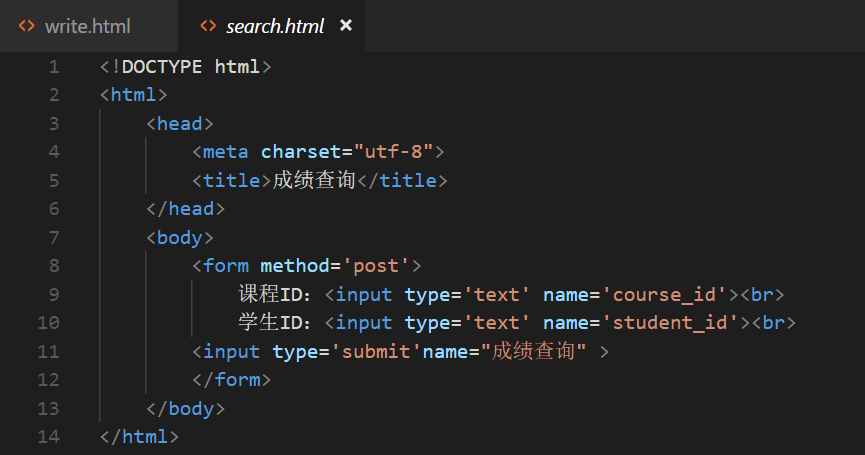 <> write.html <> search.html ×
1 <!DOCTYPE html>
2 <html>
3 <head>
4 <meta charset="utf-8">
5 <title>成绩查询</title>
6 </head>
7 <body>
8 <form method='post'>
9 课程ID：<input type='text' name='course_id'><br>
10 学生ID：<input type='text' name='student_id'><br>
11 <input type='submit'name="成绩查询" >
12 </form>
13 </body>
14 </html>